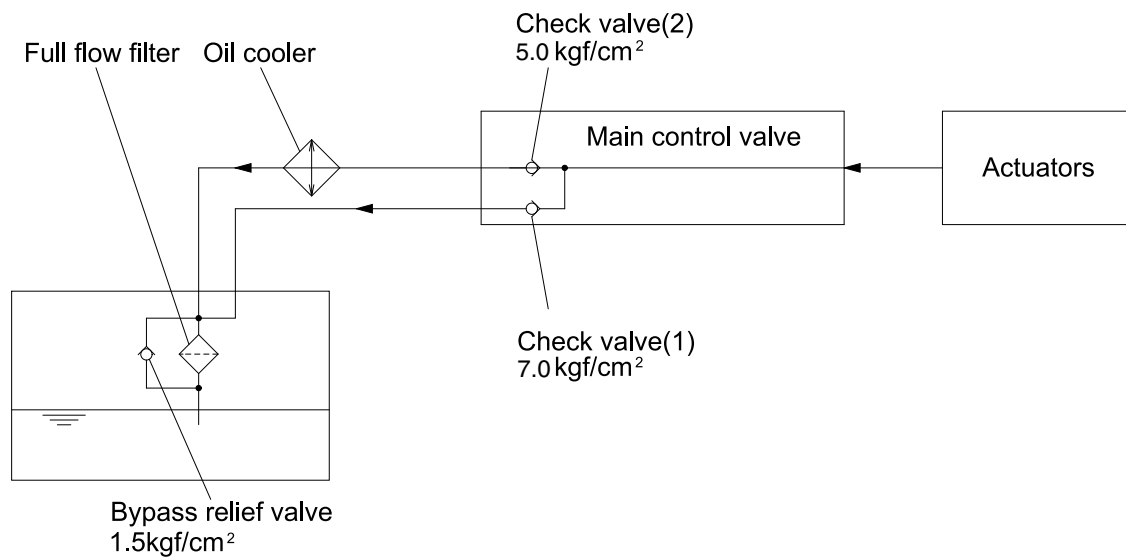 Check valve(2)
5.0 kgf/cm²
Full flow filter
Oil cooler
Main control valve
Actuators
Check valve(1)
7.0 kgf/cm²
Bypass relief valve
1.5kgf/cm²